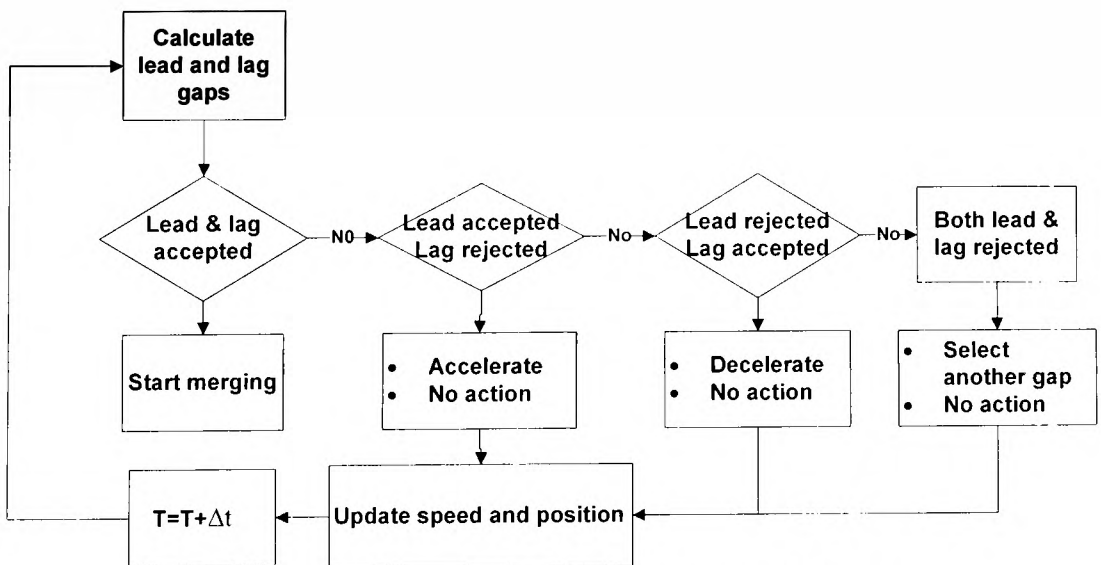 Calculate
lead and lag
gaps
Lead & lag
accepted
N0
Lead accepted
Lag rejected
No
Lead rejected
Lag accepted
No
Both lead &
lag rejected
Start merging
• Accelerate
• No action
• Decelerate
• No action
• Select
another gap
• No action
T=T+Δt
Update speed and position